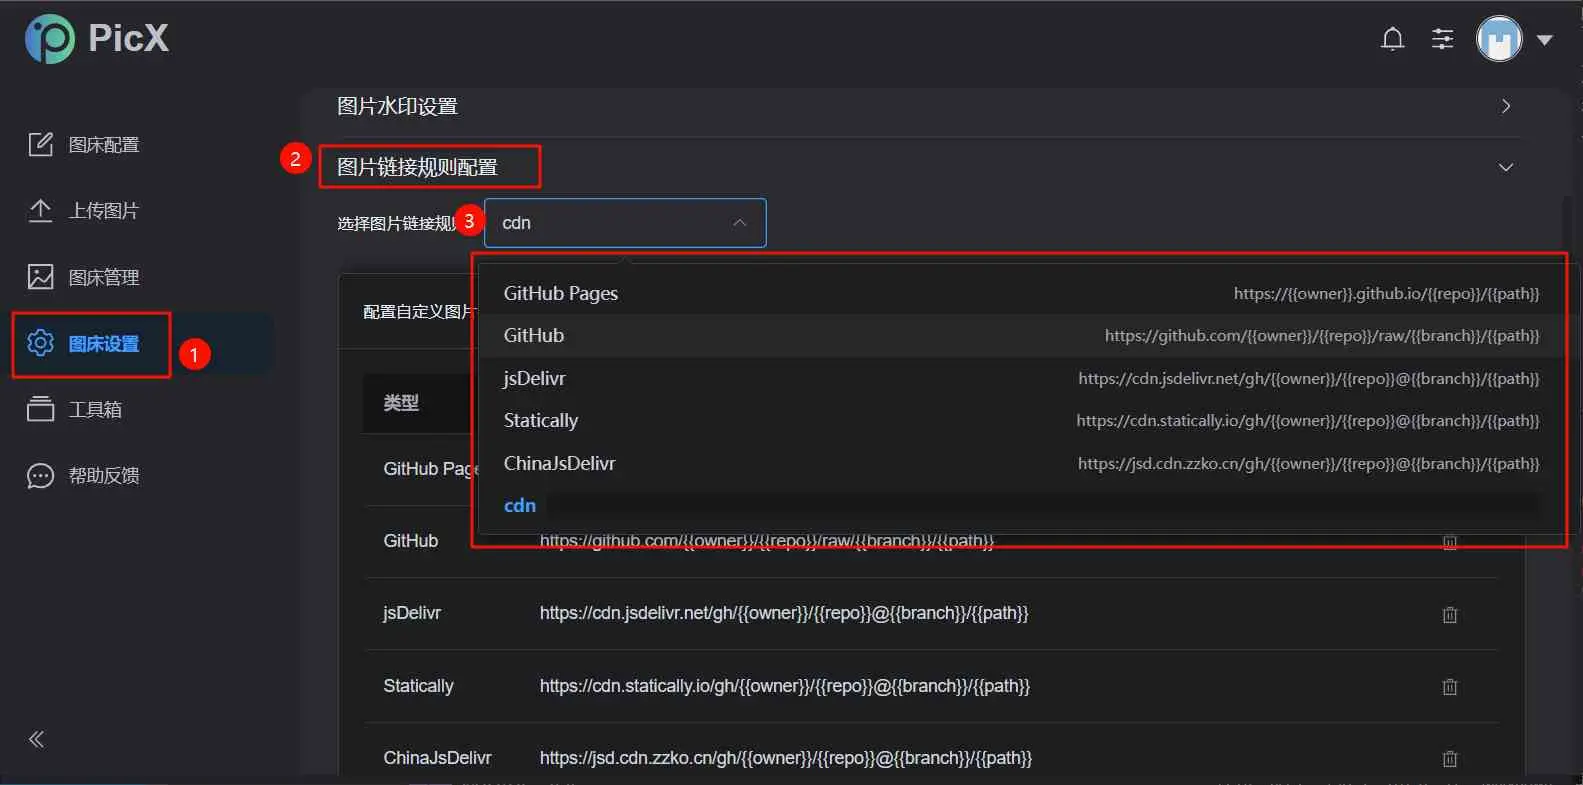 PicX
图片水印设置
图床配置
2
图片链接规则配置
上传图片
选择图片链接规
3
cdn
图床管理
GitHub Pages
https://{{owner}}.github.io/{{repo}}/{{path}}
配置自定义图片
GitHub
https://github.com/{{owner}}/{{repo}}/raw/{{branch}}/{{path}}
图床设置
1
jsDelivr
https://cdn.jsdelivr.net/gh/{{owner}}/{{repo}}@{{branch}}/{{path}}
类型
工具箱
Statically
https://cdn.statically.io/gh/{{owner}}/{{repo}}@{{branch}}/{{path}}
GitHub Page
ChinaJsDelivr
https://jsd.cdn.zzko.cn/gh/{{owner}}/{{repo}}@{{branch}}/{{path}}
帮助反馈
cdn
GitHub
https://github.com/{{owner}}/{{repo}}/raw/{{branch}}/{{path}}
jsDelivr
https://cdn.jsdelivr.net/gh/{{owner}}/{{repo}}@{{branch}}/{{path}}
Statically
https://cdn.statically.io/gh/{{owner}}/{{repo}}@{{branch}}/{{path}}
ChinaJsDelivr
https://jsd.cdn.zzko.cn/gh/{{owner}}/{{repo}}@{{branch}}/{{path}}